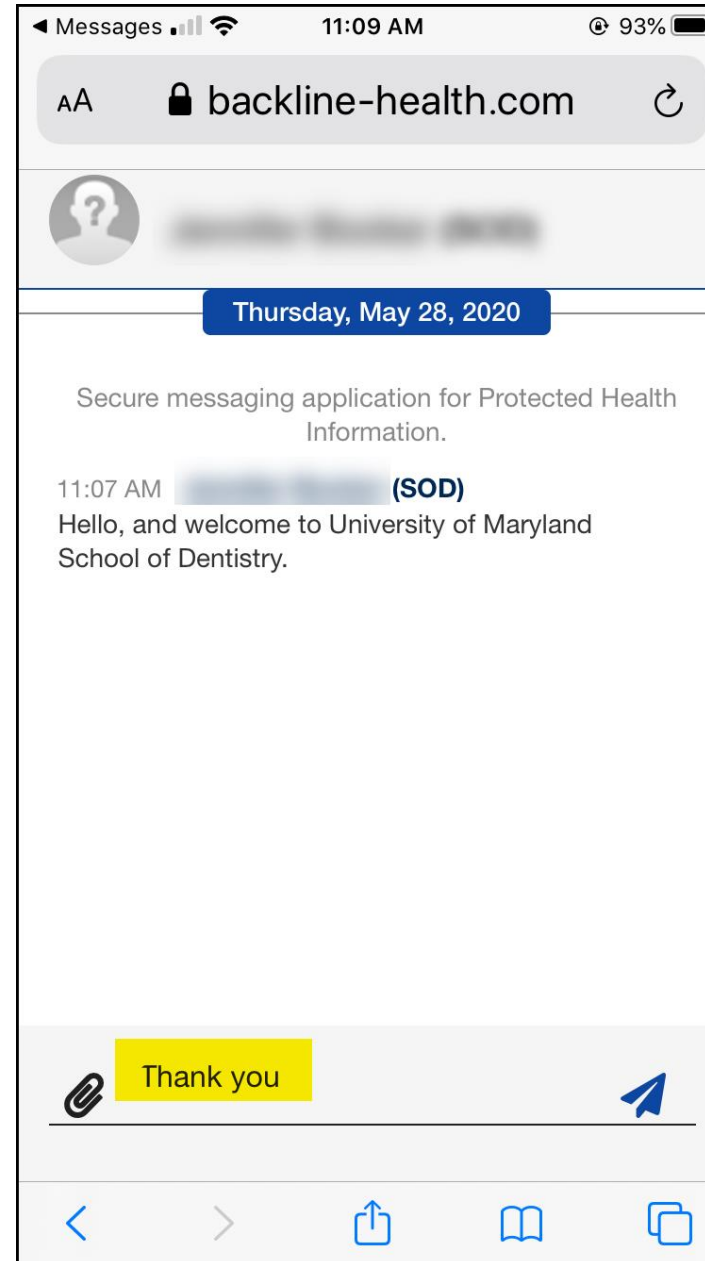 Messages 11:09 AM 93%
AA backline-health.com
Thursday, May 28, 2020
Secure messaging application for Protected Health
Information.
11:07 AM (SOD)
Hello, and welcome to University of Maryland
School of Dentistry.
Thank you